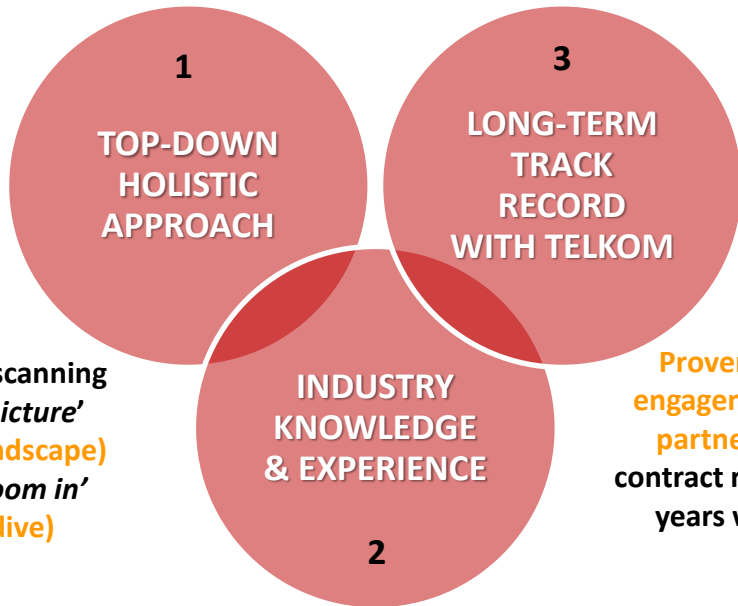 1
TOP-DOWN
HOLISTIC
APPROACH
3
LONG-TERM
TRACK
RECORD
WITH TELKOM
scanning
icture'
ndscape)
oom in'
dive)
INDUSTRY
KNOWLEDGE
& EXPERIENCE
2
Prove
engage
partne
contract
years